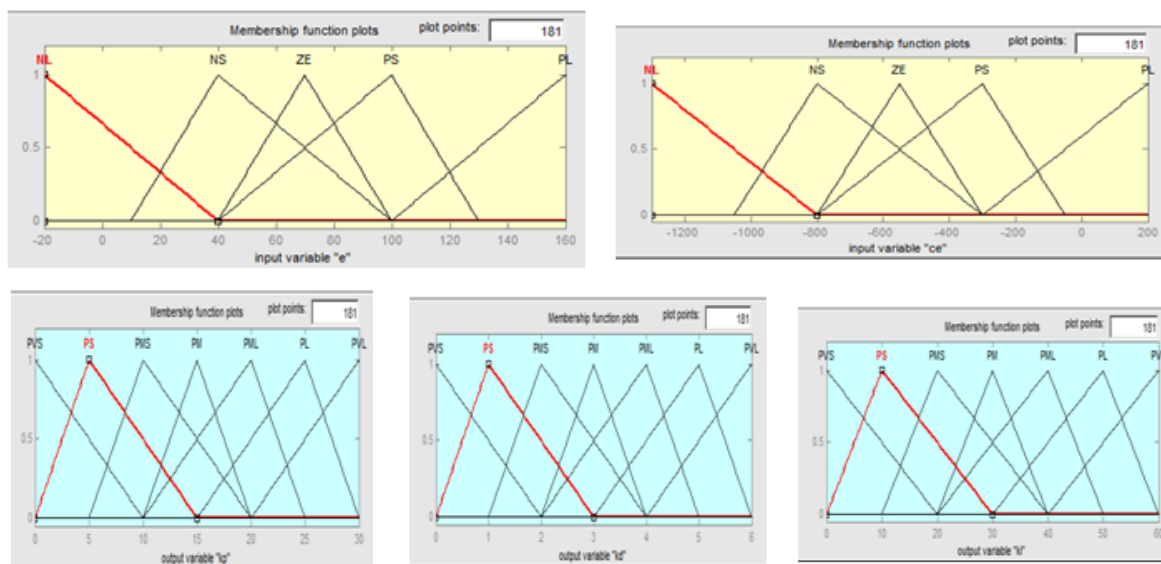 Membership function plots plot points: 181
NL NS ZE PS PL
1
0.5
0
-20 0 20 40 60 80 100 120 140 160
input variable "e"
Membership function plots plot points: 181
NL NS ZE PS PL
1
0.5
0
-1200 -1000 -800 -600 -400 -200 0 200
input variable "ce"
Membership function plots plot points: 181
PVS PS PMS PM PML PL PVL
1
0.5
0
0 5 10 15 20 25 30
output variable "kp"
Membership function plots plot points: 181
PVS PS PMS PM PML PL PVL
1
0.5
0
0 1 2 3 4 5 6
output variable "kd"
Membership function plots plot points: 181
PVS PS PMS PM PML PL PVL
1
0.5
0
0 10 20 30 40 50 60
output variable "ki"